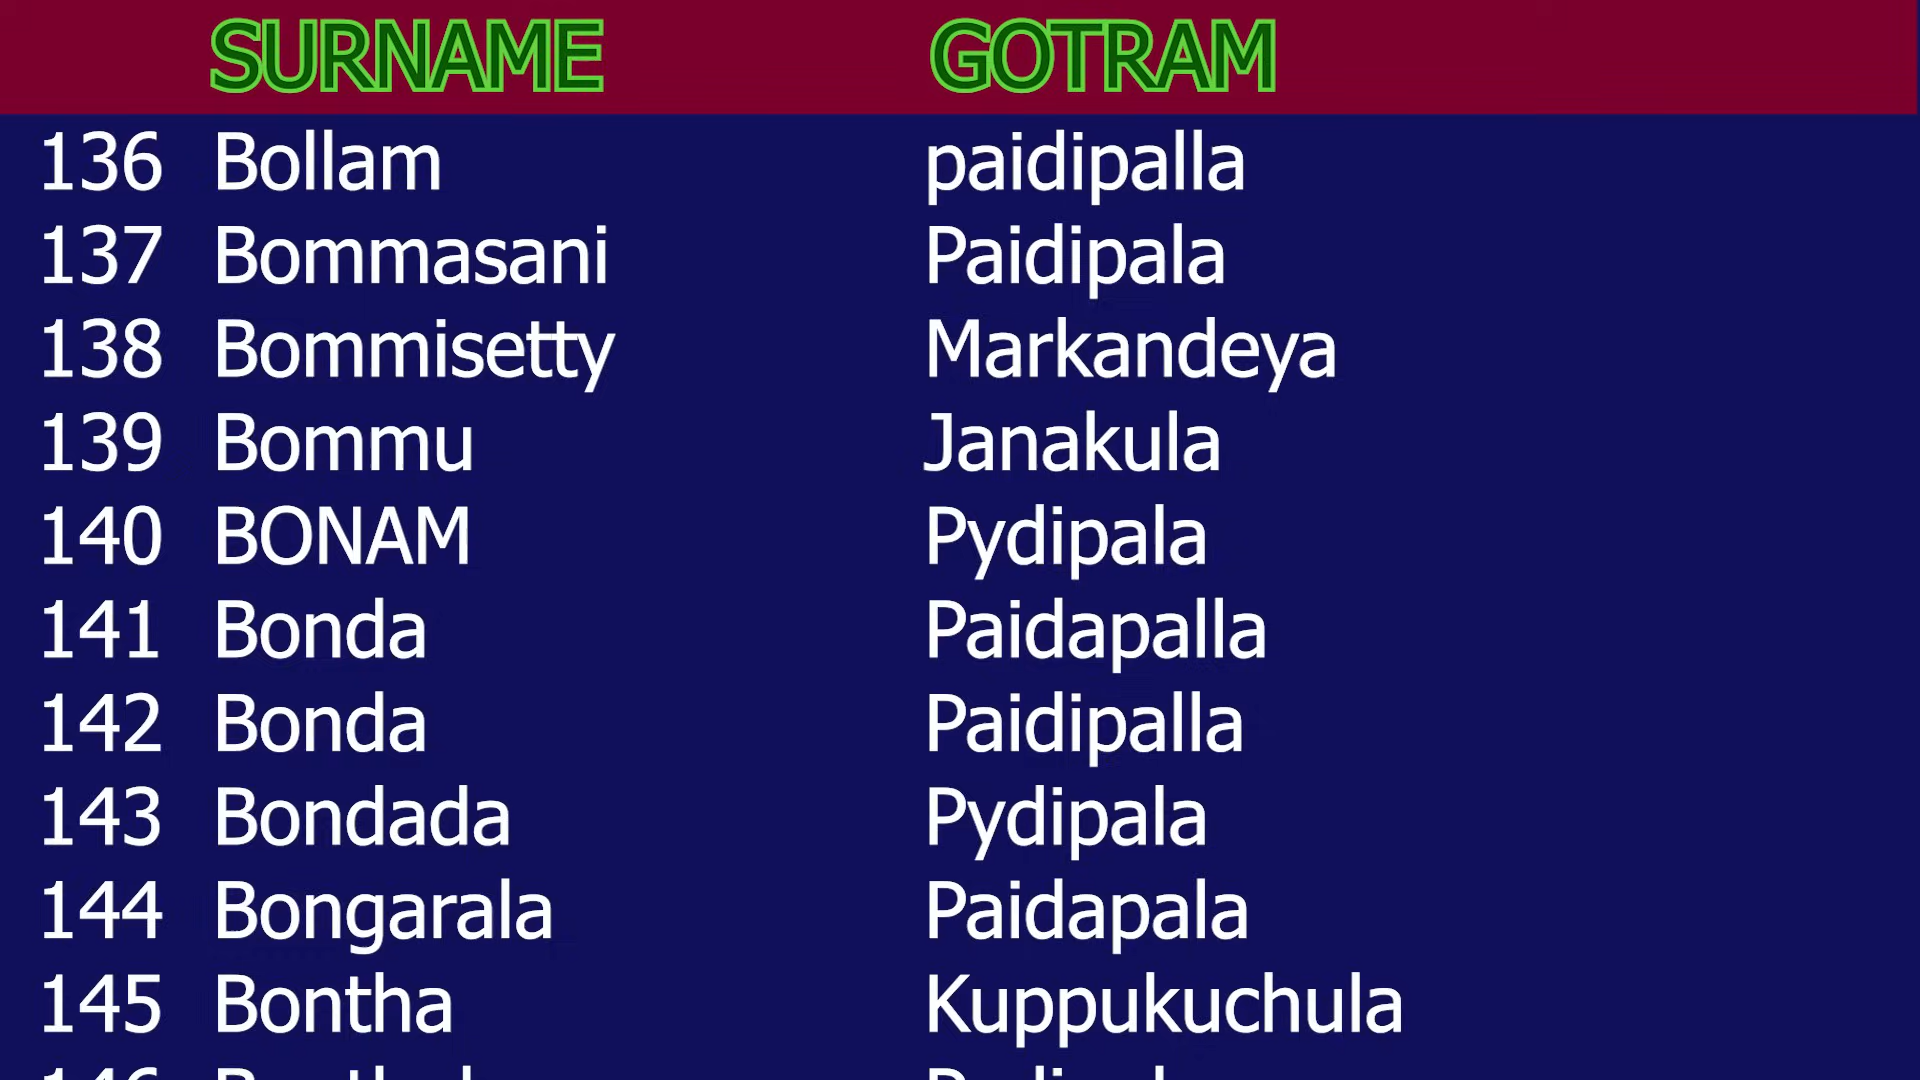 SURNAME GOTRAM
136 Bollam paidipalla
137 Bommasani Paidipala
138 Bommisetty Markandeya
139 Bommu Janakula
140 BONAM Pydipala
141 Bonda Paidapalla
142 Bonda Paidipalla
143 Bondada Pydipala
144 Bongarala Paidapala
145 Bontha Kuppukuchula